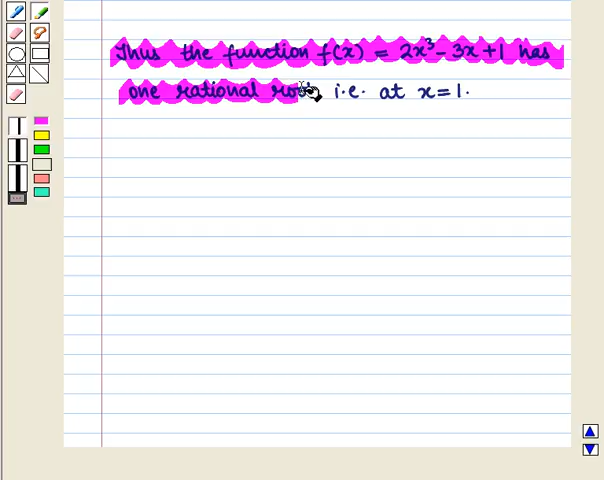 Thus the function f(x) = 2x³ - 3x + 1 has
one rational root i.e. at x = 1.